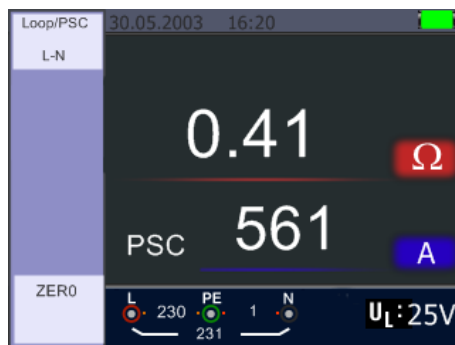 Loop/PSC 30.05.2003 16:20
L-N
0.41 Ω
PSC 561 A
ZER0
L PE N
230 1
231
UL:25V